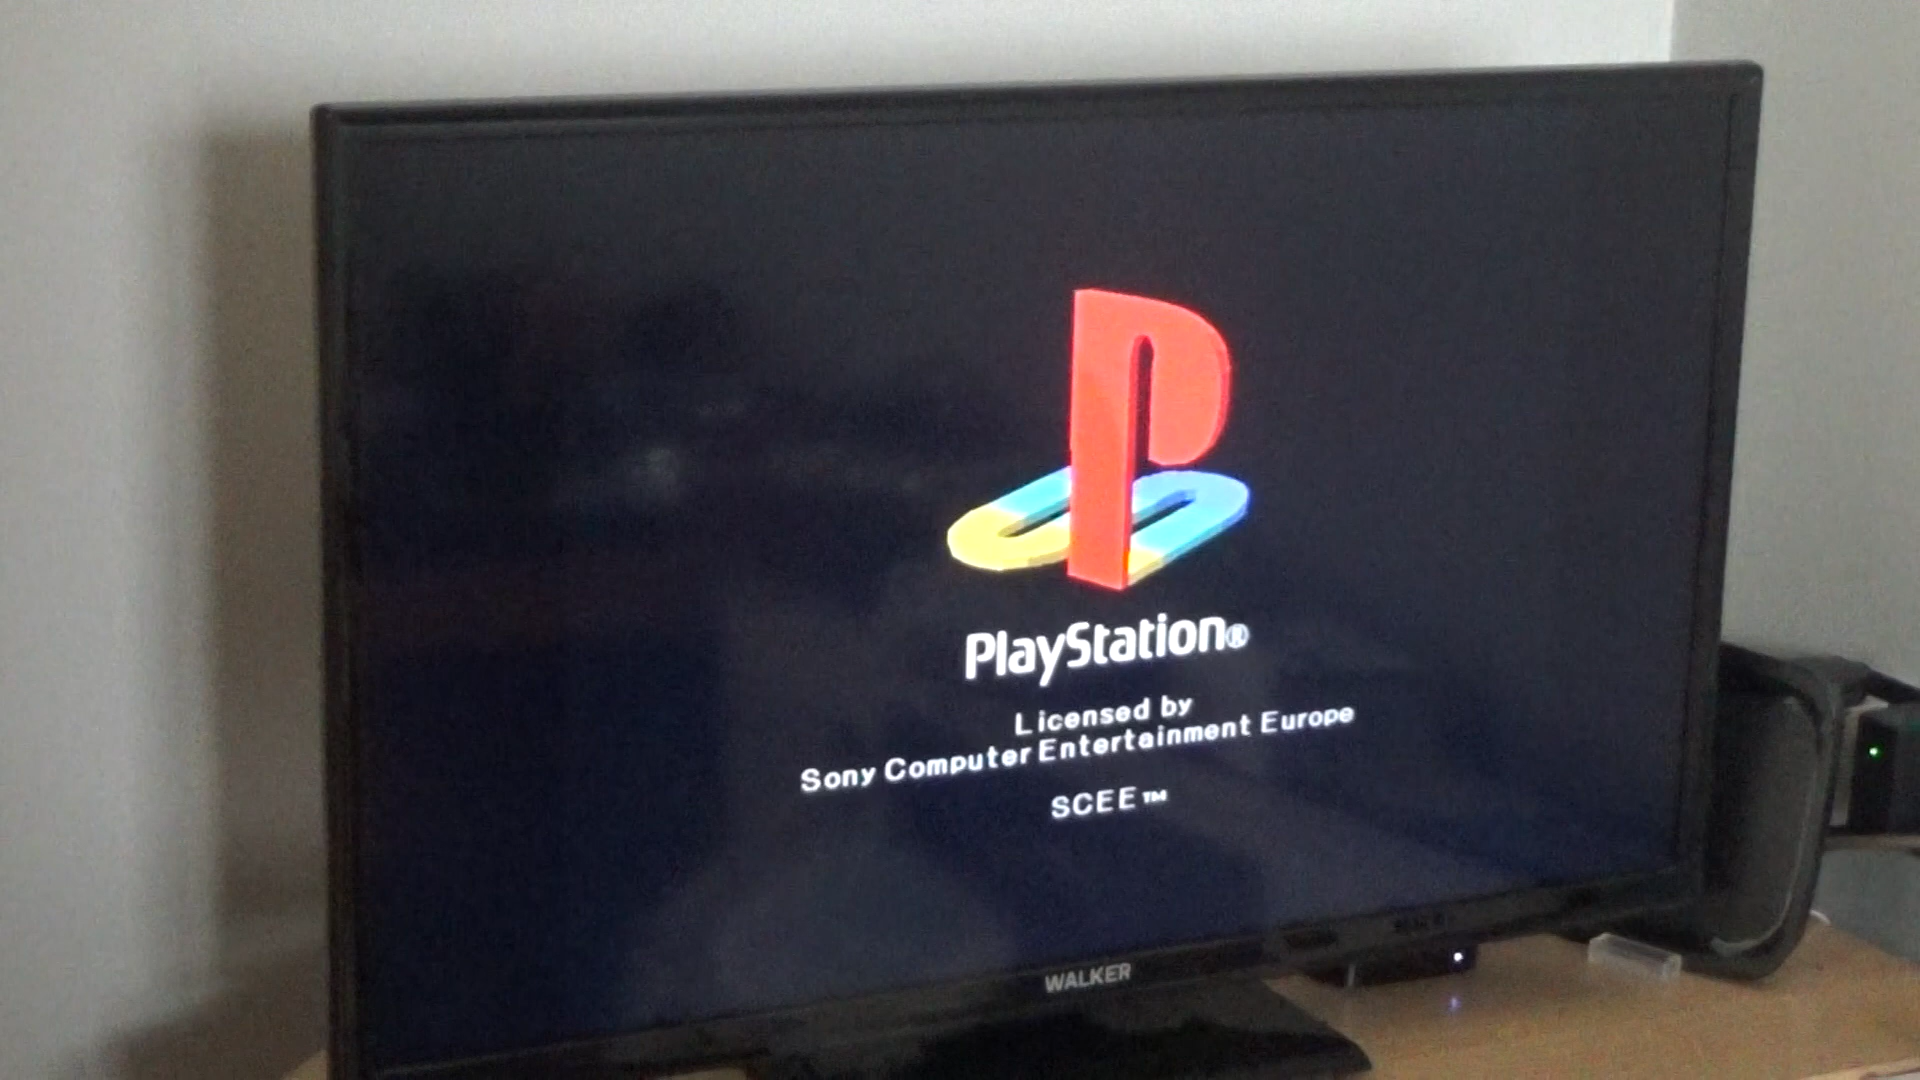 PlayStation®
Licensed by
Sony Computer Entertainment Europe
SCEE™
WALKER